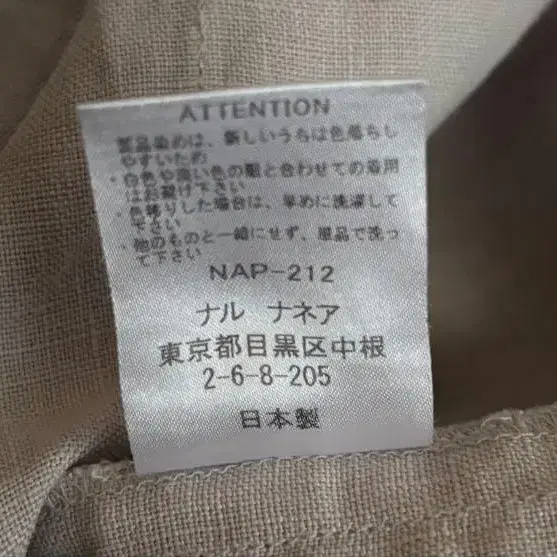 ATTENTION
製品染めは、新しいうちは色落ちし
やすいため
・白色や淡い色の服と合わせての着用
はお避け下さい
・色移りした場合は、早めに洗濯して
下さい
・他のものと一緒にせず、単品で洗っ
て下さい
NAP-212
ナル ナネア
東京都目黒区中根
2-6-8-205
日本製